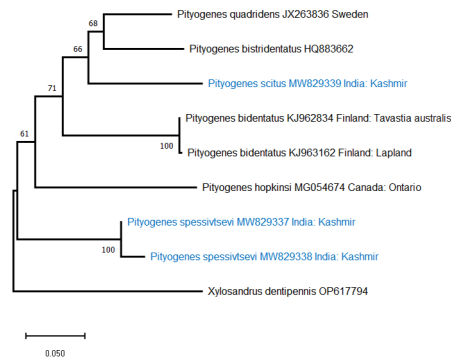 Pityogenes quadridens JX263836 Sweden
68
Pityogenes bistridentatus HQ883662
66
Pityogenes scitus MW829339 India: Kashmir
71
Pityogenes bidentatus KJ962834 Finland: Tavastia australis
100
Pityogenes bidentatus KJ963162 Finland: Lapland
61
Pityogenes hopkinsi MG054674 Canada: Ontario
Pityogenes spessivtsevi MW829337 India: Kashmir
100
Pityogenes spessivtsevi MW829338 India: Kashmir
Xylosandrus dentipennis OP617794
0.050